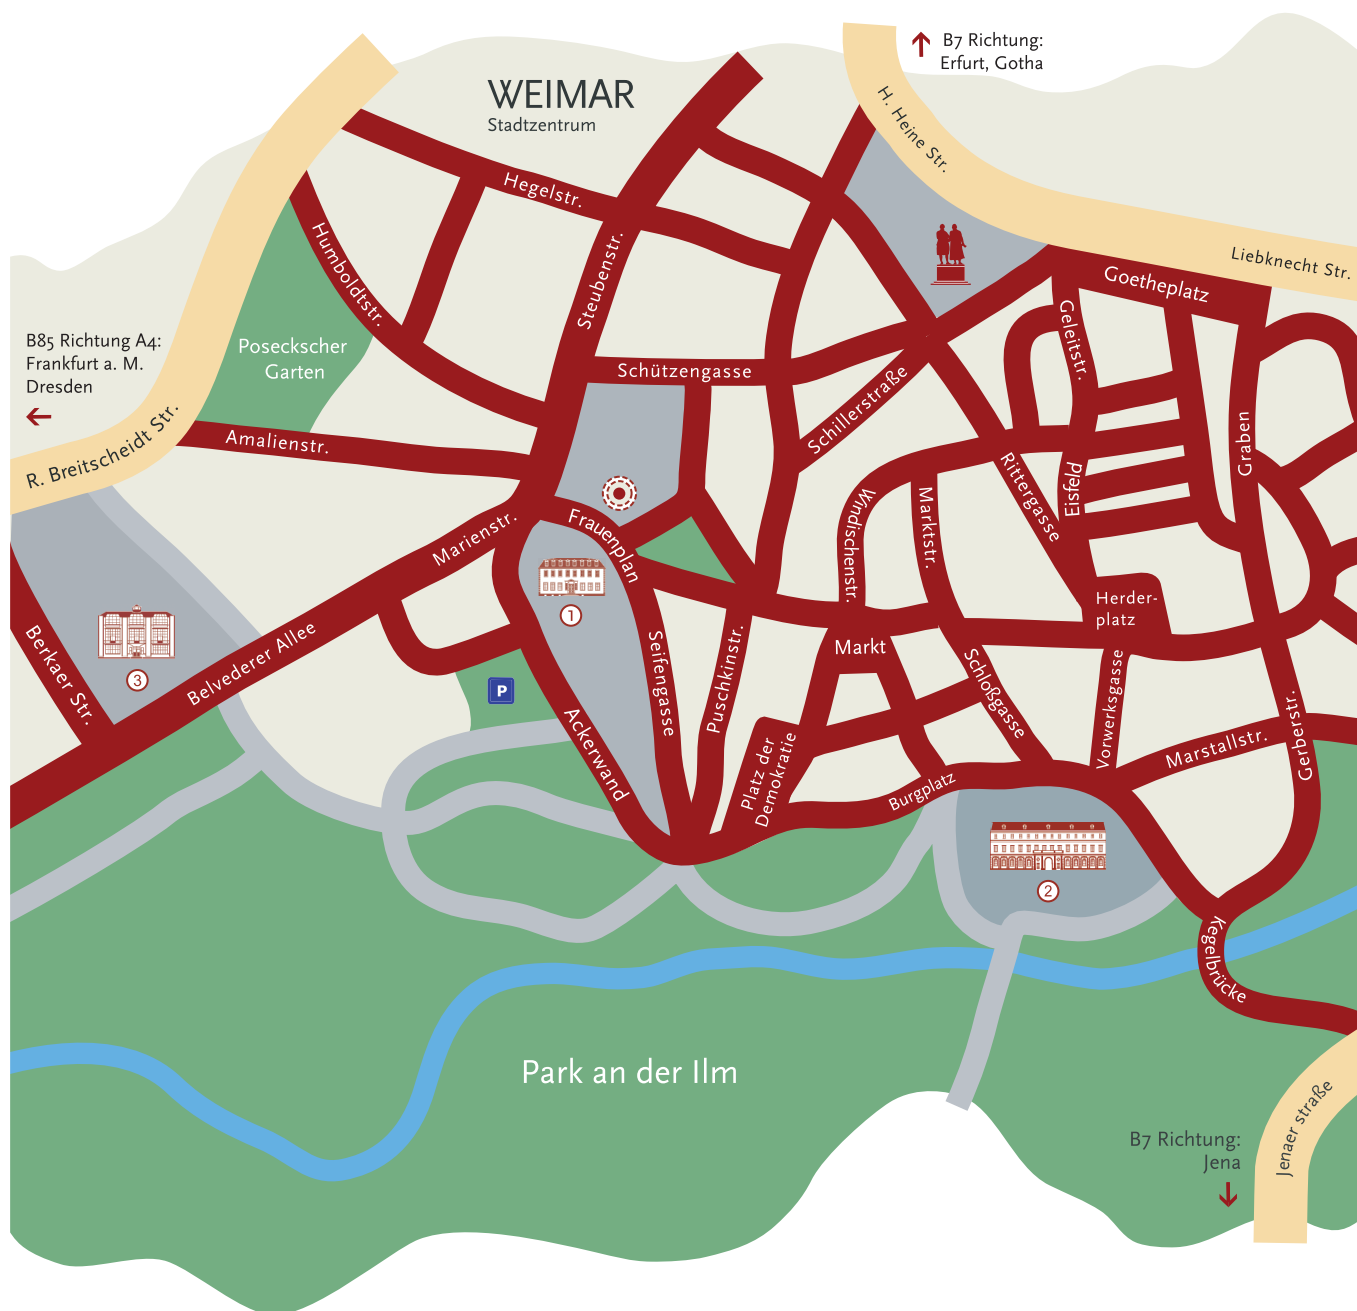 B7 Richtung:
Erfurt, Gotha
WEIMAR
Stadtzentrum
H. Heine Str.
Hegelstr.
Humboldtstr.
Steubenstr.
Liebknecht Str.
Goetheplatz
Geleitstr.
B85 Richtung A4:
Frankfurt a. M.
Dresden
Poseckscher
Garten
Schützengasse
Schillerstraße
R. Breitscheidt Str.
Amalienstr.
Graben
Rittergasse
Eisfeld
Windischenstr.
Marktstr.
Marienstr.
Frauenplan
1
Herder-
platz
Berkaer Str.
3
Belvederer Allee
P
Ackerwand
Seifengasse
Puschkinstr.
Markt
Schloßgasse
Vorwerksgasse
Marstallstr.
Gerberstr.
Platz der
Demokratie
Burgplatz
2
Kegelbrücke
Park an der Ilm
B7 Richtung:
Jena
Jenaer straße